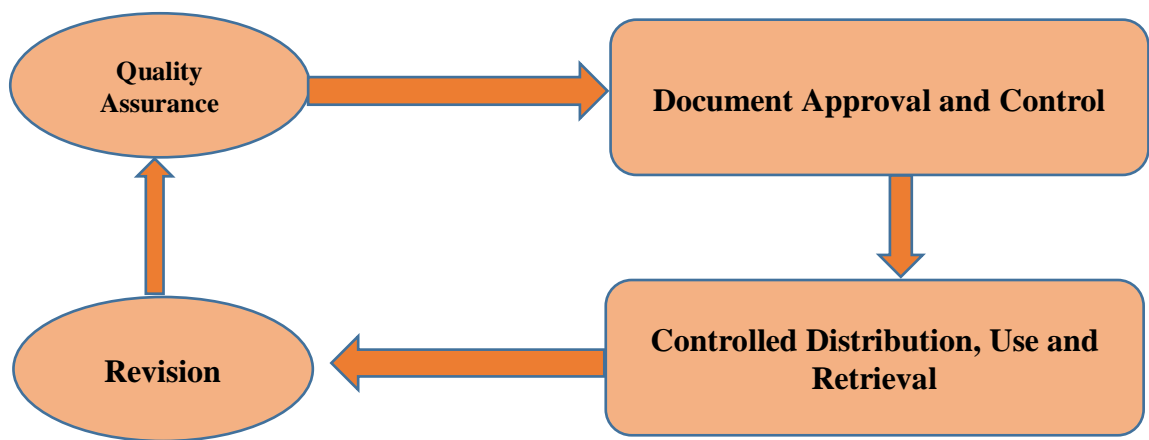 Quality
Assurance
Document Approval and Control
Controlled Distribution, Use and
Retrieval
Revision